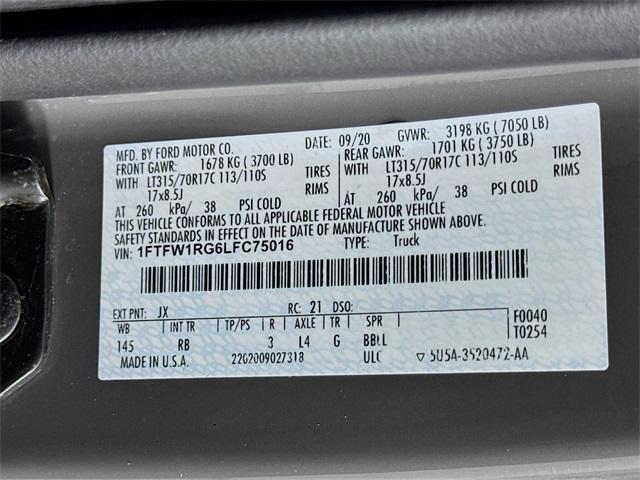 MFD. BY FORD MOTOR CO. DATE: 09/20 GVWR: 3198 KG (7050 LB)
FRONT GAWR: 1678 KG (3700 LB) REAR GAWR: 1701 KG (3750 LB)
WITH LT315/70R17C 113/110S TIRES WITH LT315/70R17C 113/110S TIRES
17x8.5J RIMS 17x8.5J RIMS
AT 260 kPa/ 38 PSI COLD AT 260 kPa/ 38 PSI COLD
THIS VEHICLE CONFORMS TO ALL APPLICABLE FEDERAL MOTOR VEHICLE
SAFETY STANDARDS IN EFFECT ON THE DATE OF MANUFACTURE SHOWN ABOVE.
VIN: 1FTFW1RG6LFC75016 TYPE: Truck
EXT PNT: JX RC: 21 DSO: F0040
WB INT TR TP/PS R AXLE TR SPR T0254
145 RB 3 L4 G BBLL
MADE IN U.S.A. 2202009027318 ULC ▽ 5U5A-3520472-AA